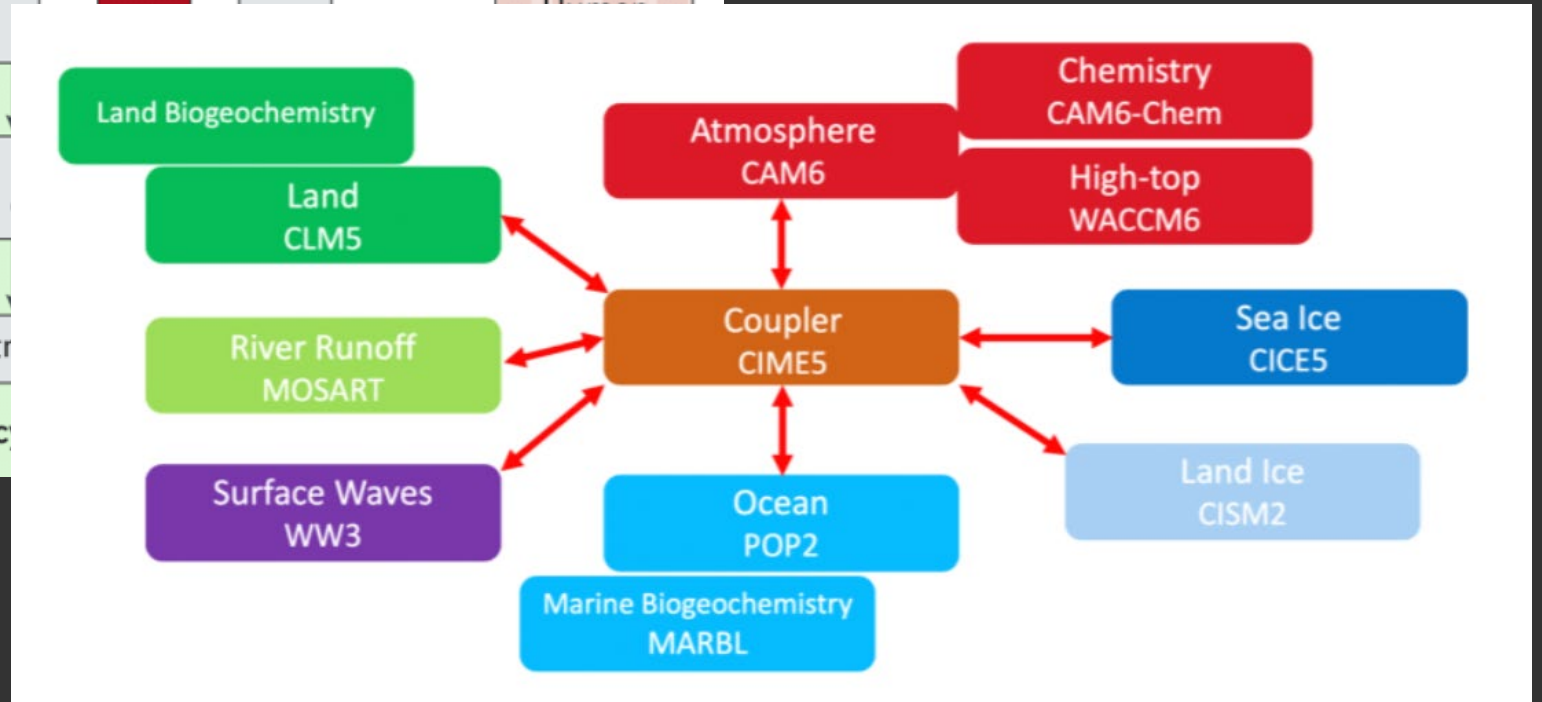 Land Biogeochemistry
Land
CLM5
River Runoff
MOSART
Surface Waves
WW3
Atmosphere
CAM6
Chemistry
CAM6-Chem
High-top
WACCM6
Coupler
CIME5
Sea Ice
CICE5
Land Ice
CISM2
Ocean
POP2
Marine Biogeochemistry
MARBL